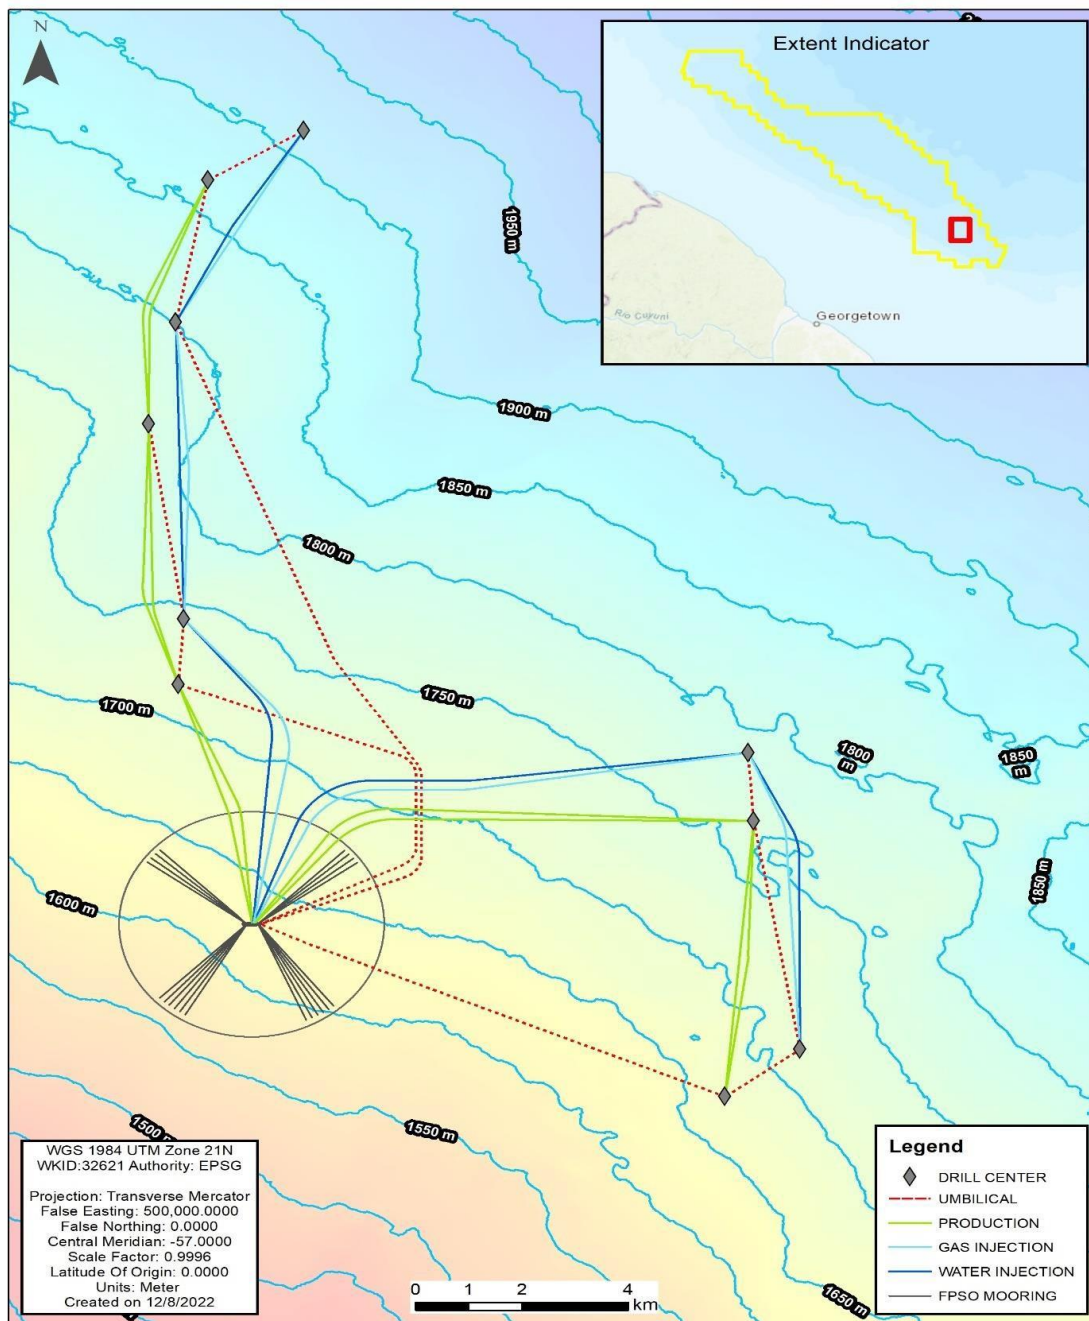 N
Extent Indicator
Río Cuyuni
Georgetown
1950 m
1900 m
1850 m
1800 m
1750 m
1700 m
1800
m
1850
m
1850 m
1600 m
1550 m
1500
1650 m
WGS 1984 UTM Zone 21N
WKID:32621 Authority: EPSG
Projection: Transverse Mercator
False Easting: 500,000.0000
False Northing: 0.0000
Central Meridian: -57.0000
Scale Factor: 0.9996
Latitude Of Origin: 0.0000
Units: Meter
Created on 12/8/2022
0 1 2 4
km
Legend
DRILL CENTER
UMBILICAL
PRODUCTION
GAS INJECTION
WATER INJECTION
FPSO MOORING